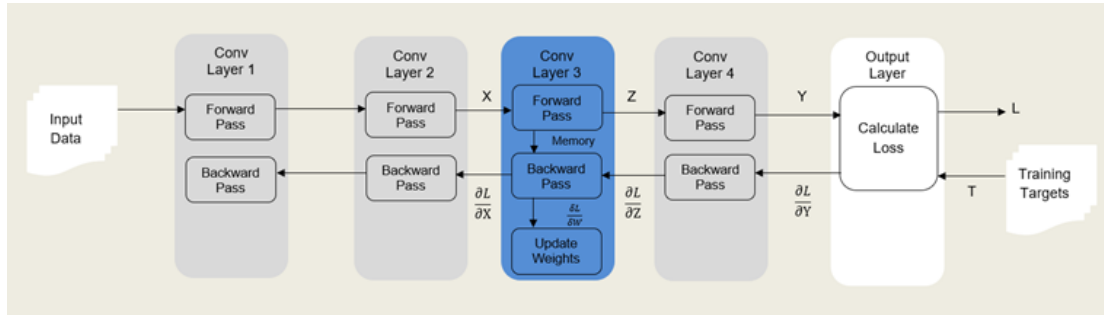 Input
Data
Conv
Layer 1
Forward
Pass
Backward
Pass
Conv
Layer 2
Forward
Pass
Backward
Pass
X
∂L
∂X
Conv
Layer 3
Forward
Pass
Memory
Backward
Pass
δL
δW
Update
Weights
Z
∂L
∂Z
Conv
Layer 4
Forward
Pass
Backward
Pass
Y
∂L
∂Y
Output
Layer
Calculate
Loss
L
T
Training
Targets